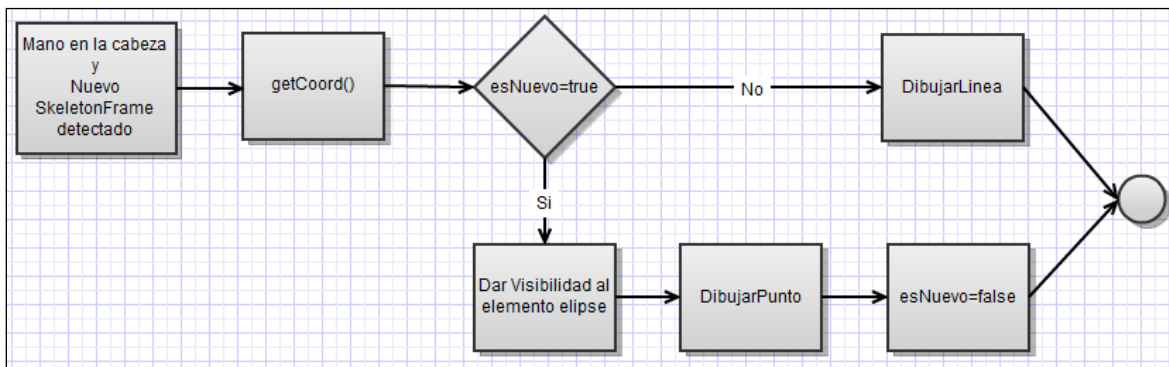 Mano en la cabeza
y
Nuevo
SkeletonFrame
detectado
getCoord()
esNuevo=true
No
DibujarLinea
Si
Dar Visibilidad al
elemento elipse
DibujarPunto
esNuevo=false